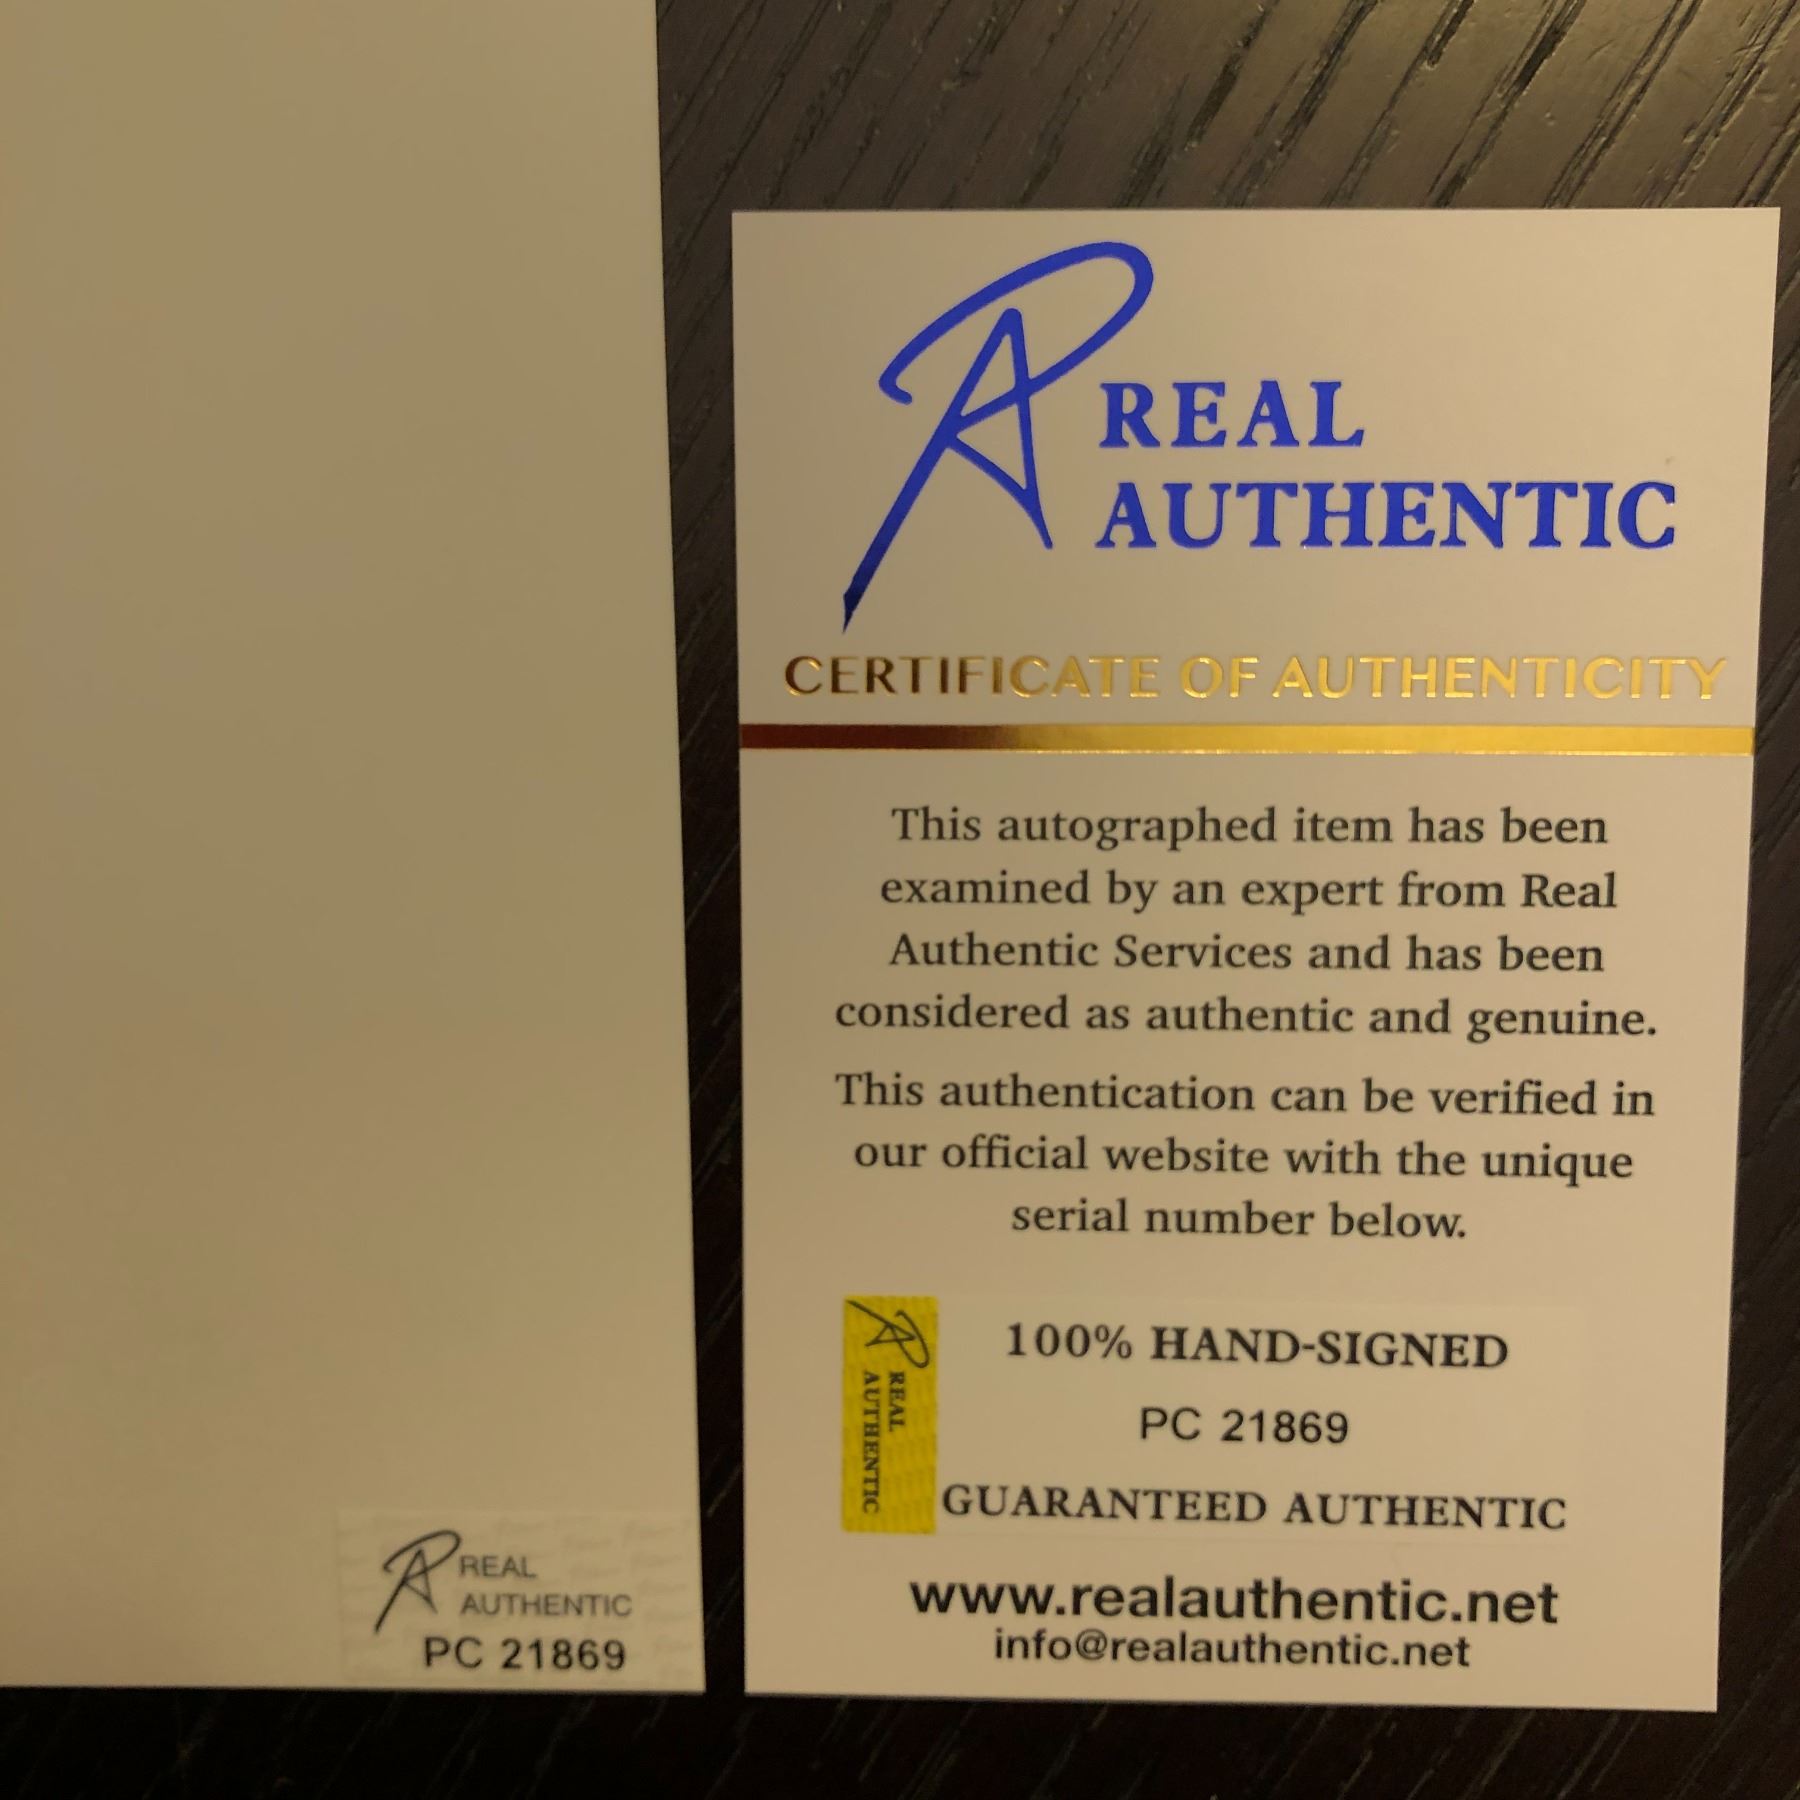 REAL
AUTHENTIC
CERTIFICATE OF AUTHENTICITY
This autographed item has been
examined by an expert from Real
Authentic Services and has been
considered as authentic and genuine.
This authentication can be verified in
our official website with the unique
serial number below.
REAL
AUTHENTIC
100% HAND-SIGNED
PC 21869
GUARANTEED AUTHENTIC
www.realauthentic.net
info@realauthentic.net
REAL
AUTHENTIC
PC 21869